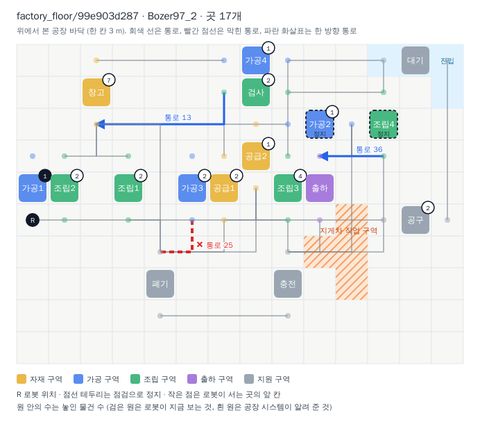 factory_floor/99e903d287 · Bozer97_2 · 곳 17개
위에서 본 공장 바닥 (한 칸 3 m). 회색 선은 통로, 빨간 점선은 막힌 통로, 파란 화살표는 한 방향 통로
가공4 1
대기
진입
창고 7
검사 2
통로 13
가공2 1
정지
조립4
정지
공급2 1
통로 36
가공1 1
조립2 2
조립1 2
가공3 2
공급1 2
조립3 4
출하
R
공구 2
지게차 작업 구역
× 통로 25
폐기
충전
자재 구역 가공 구역 조립 구역 출하 구역 지원 구역
R 로봇 위치 · 점선 테두리는 점검으로 정지 · 작은 점은 로봇이 서는 곳의 앞 칸
원 안의 수는 놓인 물건 수 (검은 원은 로봇이 지금 보는 것, 흰 원은 공장 시스템이 알려 준 것)